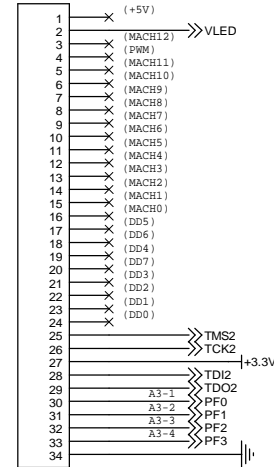 1 (+5V)
2 VLED
3 (MACH12)
4 (PWM)
5 (MACH11)
6 (MACH10)
7 (MACH9)
8 (MACH8)
9 (MACH7)
10 (MACH6)
11 (MACH5)
12 (MACH4)
13 (MACH3)
14 (MACH2)
15 (MACH1)
16 (MACH0)
17 (DD5)
18 (DD6)
19 (DD4)
20 (DD7)
21 (DD3)
22 (DD2)
23 (DD1)
24 (DD0)
25 TMS2
26 TCK2
27 +3.3V
28 TDI2
29 TDO2
30 A3-1 PF0
31 A3-2 PF1
32 A3-3 PF2
33 A3-4 PF3
34